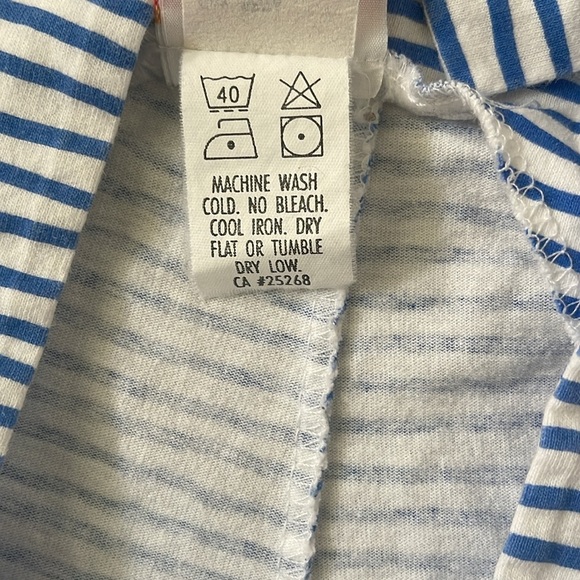 40
MACHINE WASH
COLD. NO BLEACH.
COOL IRON. DRY
FLAT OR TUMBLE
DRY LOW.
CA #25268